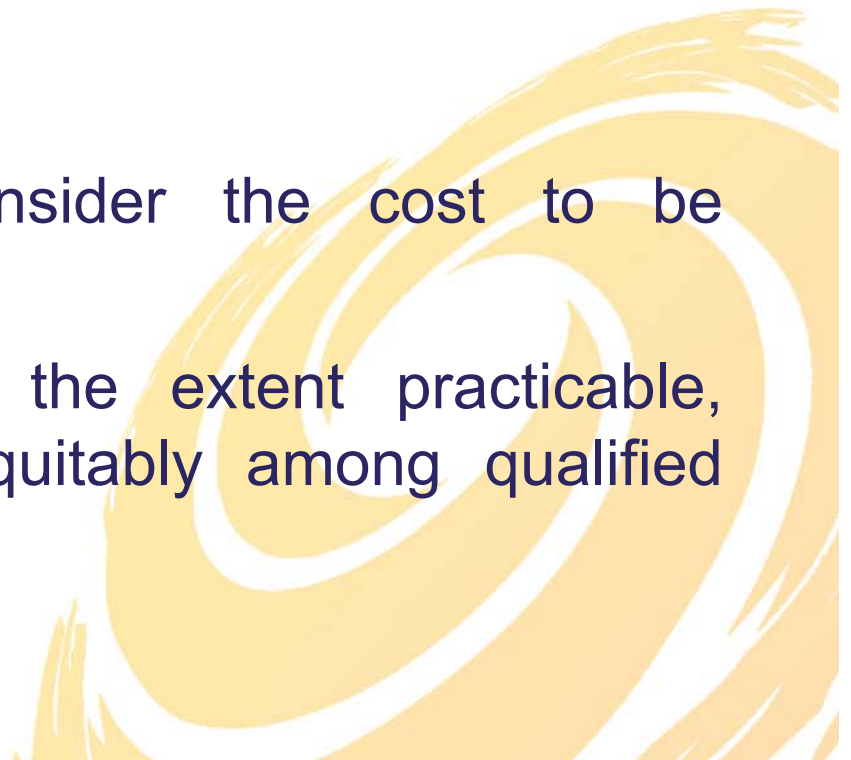 nsider the cost to be
the extent practicable,
quitably among qualified